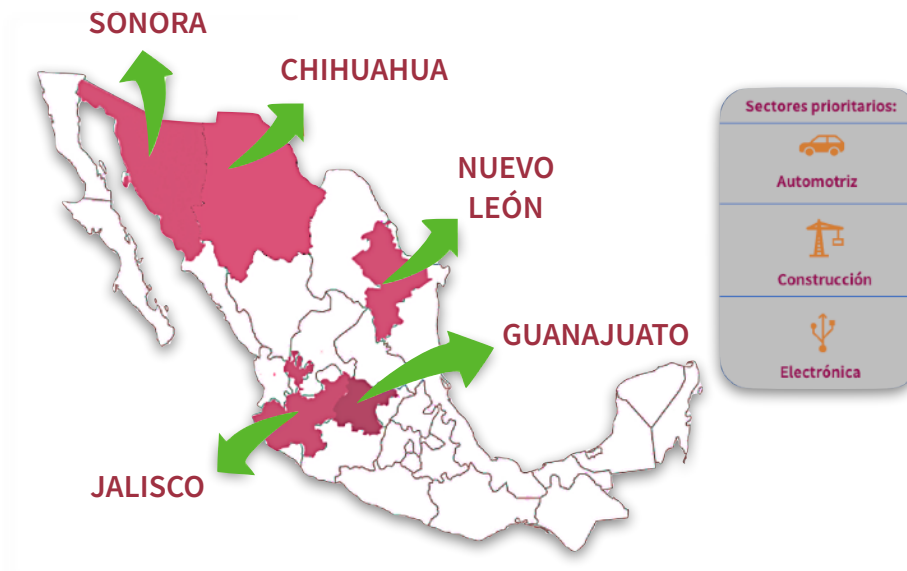 SONORA
CHIHUAHUA
NUEVO
LEÓN
GUANAJUATO
JALISCO
Sectores prioritarios:
Automotriz
Construcción
Electrónica